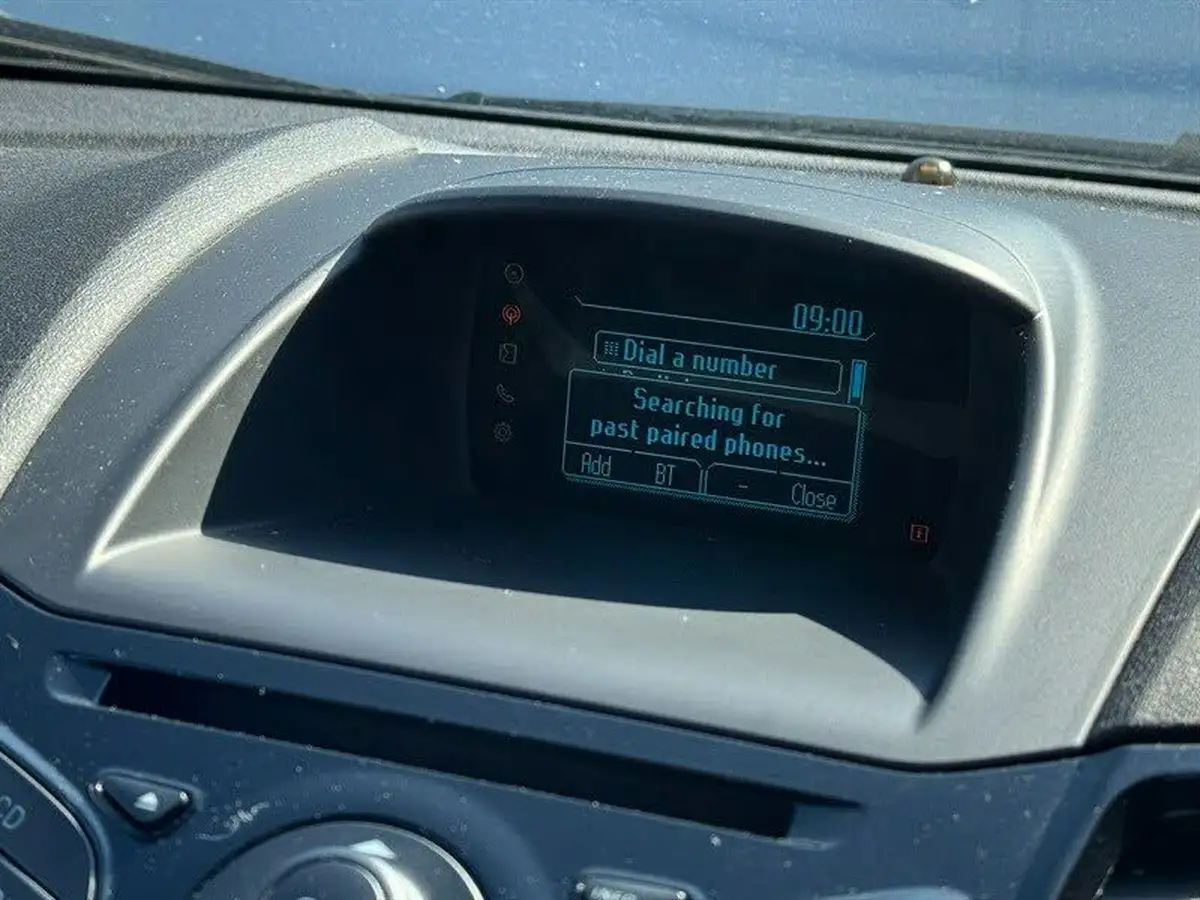 09:00
Dial a number
Searching for
past paired phones...
Add BT - Close
CD